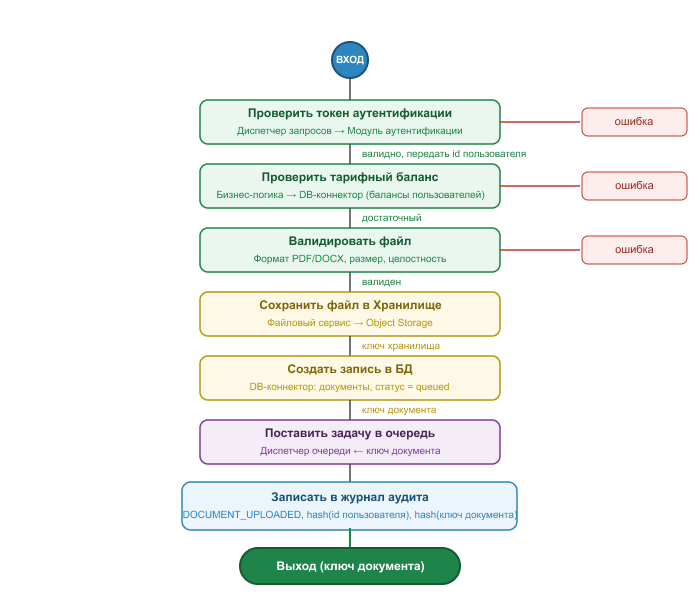 ВХОД
Проверить токен аутентификации
Диспетчер запросов → Модуль аутентификации
ошибка
валидно, передать id пользователя
Проверить тарифный баланс
Бизнес-логика → DB-коннектор (балансы пользователей)
ошибка
достаточный
Валидировать файл
Формат PDF/DOCX, размер, целостность
ошибка
валиден
Сохранить файл в Хранилище
Файловый сервис → Object Storage
ключ хранилища
Создать запись в БД
DB-коннектор: документы, статус = queued
ключ документа
Поставить задачу в очередь
Диспетчер очереди ← ключ документа
Записать в журнал аудита
DOCUMENT_UPLOADED, hash(id пользователя), hash(ключ документа)
Выход (ключ документа)